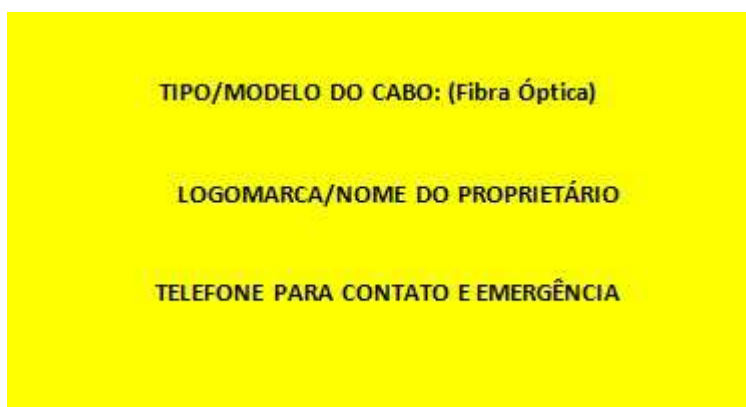 TIPO/MODELO DO CABO: (Fibra Óptica)
LOGOMARCA/NOME DO PROPRIETÁRIO
TELEFONE PARA CONTATO E EMERGÊNCIA